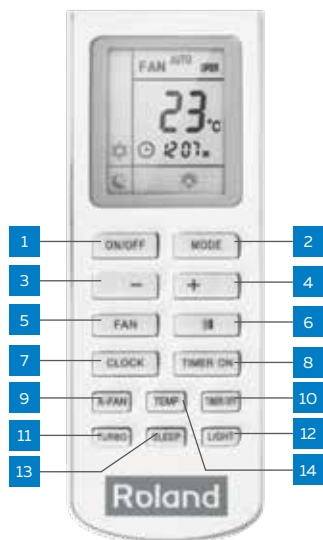 FAN AUTO OPER
23°C
12:07
1 ON/OFF MODE 2
3 - + 4
5 FAN 6
7 CLOCK TIMER ON 8
9 X-FAN TEMP TIMER OFF 10
11 TURBO SLEEP LIGHT 12
13 14
Roland